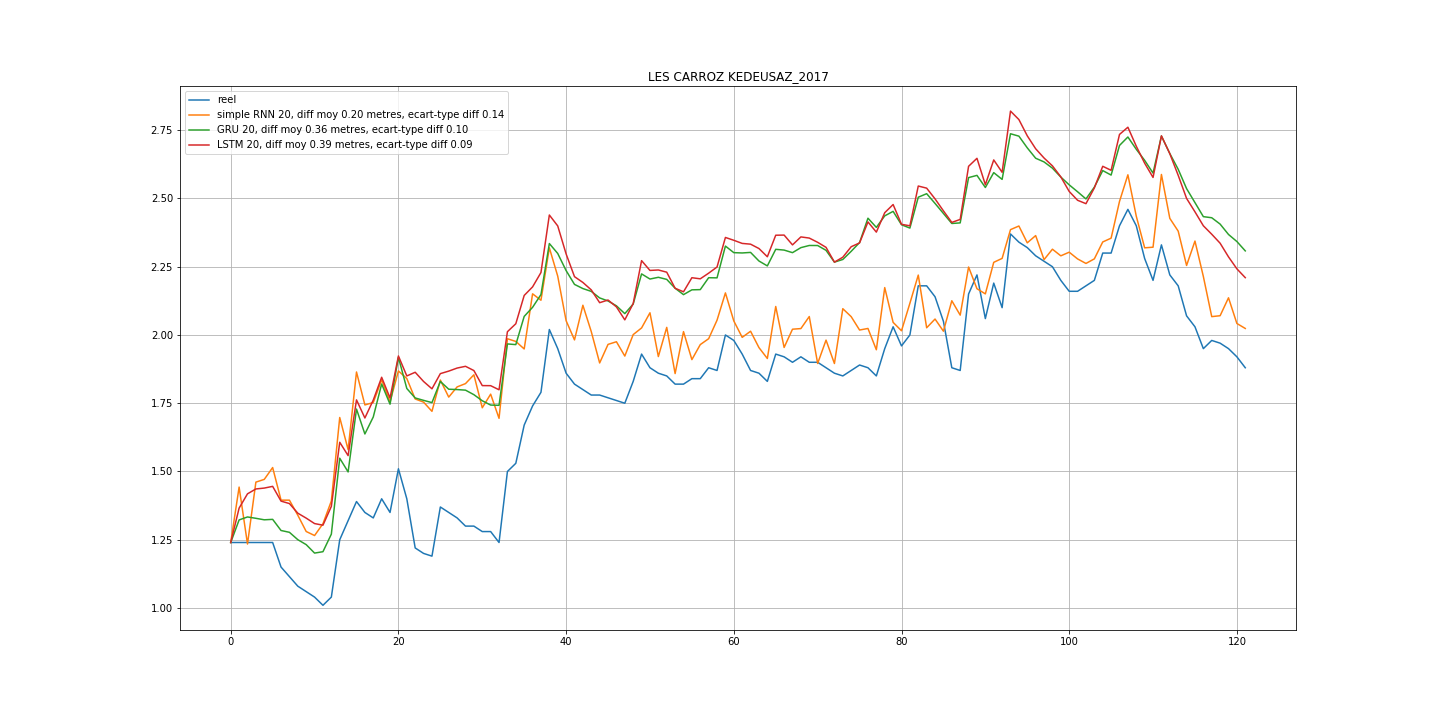 LES CARROZ KEDEUSAZ_2017
reel
simple RNN 20, diff moy 0.20 metres, ecart-type diff 0.14
GRU 20, diff moy 0.36 metres, ecart-type diff 0.10
LSTM 20, diff moy 0.39 metres, ecart-type diff 0.09
2.75
2.50
2.25
2.00
1.75
1.50
1.25
1.00
0 20 40 60 80 100 120